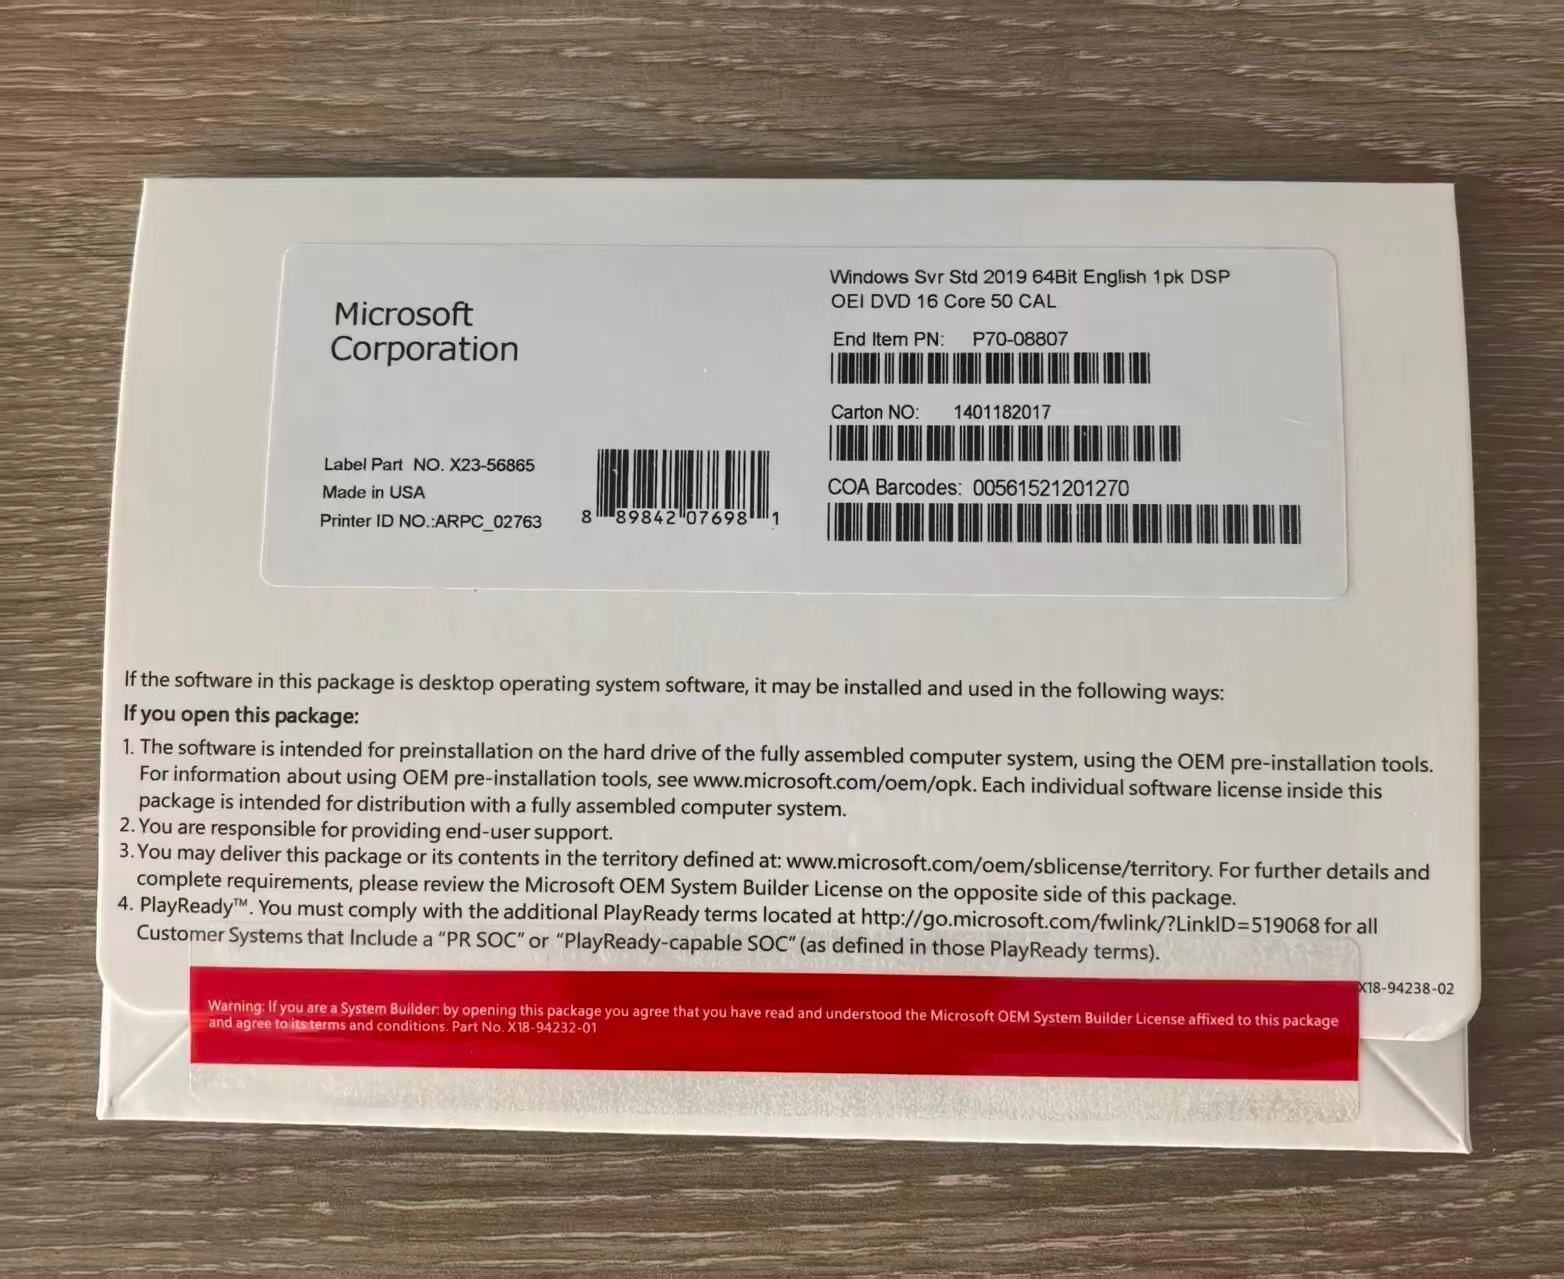 Microsoft
Corporation
Label Part NO. X23-56865
Made in USA
Printer ID NO.:ARPC_02763
8 89842 07698 1
Windows Svr Std 2019 64Bit English 1pk DSP
OEI DVD 16 Core 50 CAL
End Item PN: P70-08807
Carton NO: 1401182017
COA Barcodes: 00561521201270
If the software in this package is desktop operating system software, it may be installed and used in the following ways:
If you open this package:
1. The software is intended for preinstallation on the hard drive of the fully assembled computer system, using the OEM pre-installation tools.
For information about using OEM pre-installation tools, see www.microsoft.com/oem/opk. Each individual software license inside this
package is intended for distribution with a fully assembled computer system.
2. You are responsible for providing end-user support.
3. You may deliver this package or its contents in the territory defined at: www.microsoft.com/oem/sblicense/territory. For further details and
complete requirements, please review the Microsoft OEM System Builder License on the opposite side of this package.
4. PlayReady™. You must comply with the additional PlayReady terms located at http://go.microsoft.com/fwlink/?LinkID=519068 for all
Customer Systems that Include a “PR SOC” or “PlayReady-capable SOC” (as defined in those PlayReady terms).
X18-94238-02
Warning: If you are a System Builder: by opening this package you agree that you have read and understood the Microsoft OEM System Builder License affixed to this package
and agree to its terms and conditions. Part No. X18-94232-01